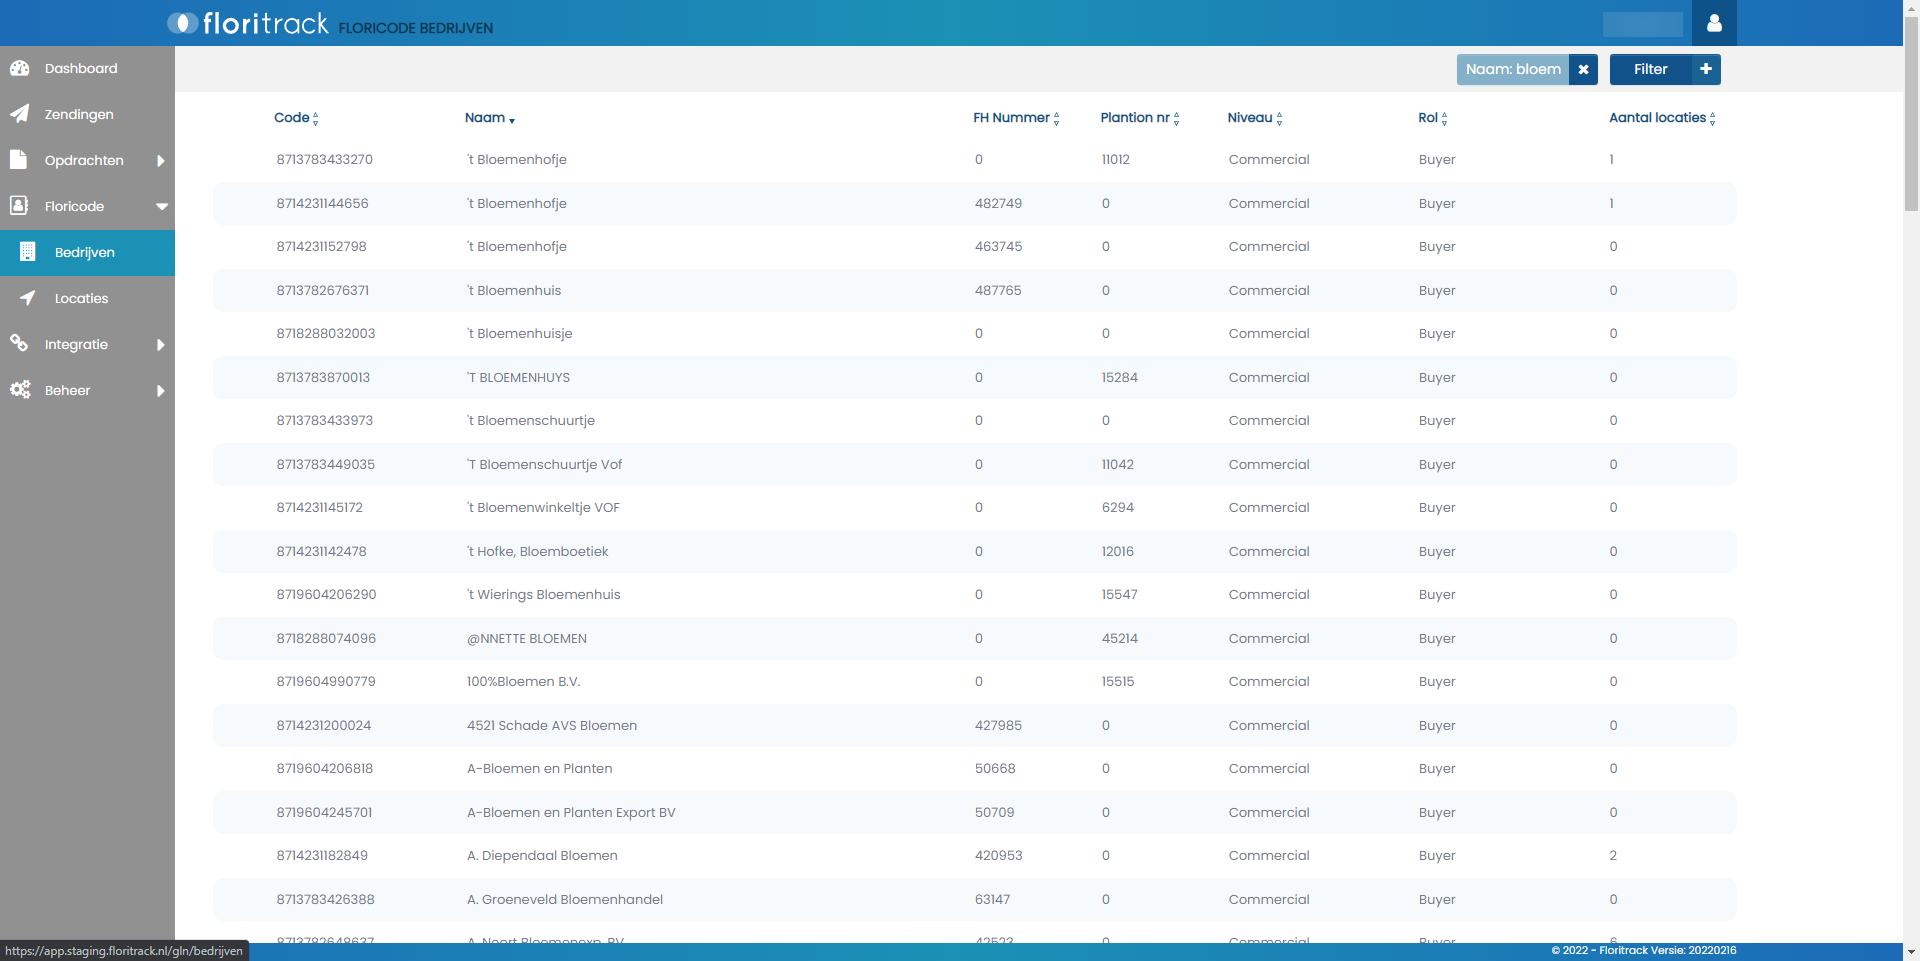 floritrack FLORICODE BEDRIJVEN
Dashboard
Zendingen
Opdrachten
Floricode
Bedrijven
Locaties
Integratie
Beheer
Naam: bloem
Filter
Code Naam FH Nummer Plantion nr Niveau Rol Aantal locaties
8713783433270 't Bloemenhofje 0 11012 Commercial Buyer 1
8714231144656 't Bloemenhofje 482749 0 Commercial Buyer 1
8714231152798 't Bloemenhofje 463745 0 Commercial Buyer 0
8713782676371 't Bloemenhuis 487765 0 Commercial Buyer 0
8718288032003 't Bloemenhuisje 0 0 Commercial Buyer 0
8713783870013 'T BLOEMENHUYS 0 15284 Commercial Buyer 0
8713783433973 't Bloemenschuurtje 0 0 Commercial Buyer 0
8713783449035 'T Bloemenschuurtje Vof 0 11042 Commercial Buyer 0
8714231145172 't Bloemenwinkeltje VOF 0 6294 Commercial Buyer 0
8714231142478 't Hofke, Bloemboetiek 0 12016 Commercial Buyer 0
8719604206290 't Wierings Bloemenhuis 0 15547 Commercial Buyer 0
8718288074096 @NNETTE BLOEMEN 0 45214 Commercial Buyer 0
8719604990779 100%Bloemen B.V. 0 15515 Commercial Buyer 0
8714231200024 4521 Schade AVS Bloemen 427985 0 Commercial Buyer 0
8719604206818 A-Bloemen en Planten 50668 0 Commercial Buyer 0
8719604245701 A-Bloemen en Planten Export BV 50709 0 Commercial Buyer 0
8714231182849 A. Diependaal Bloemen 420953 0 Commercial Buyer 2
8713783426388 A. Groeneveld Bloemenhandel 63147 0 Commercial Buyer 0
8713782648637 A. Noort Bloemenexp. BV 42523 0 Commercial Buyer 6
https://app.staging.floritrack.nl/gln/bedrijven
© 2022 - Floritrack Versie: 20220216